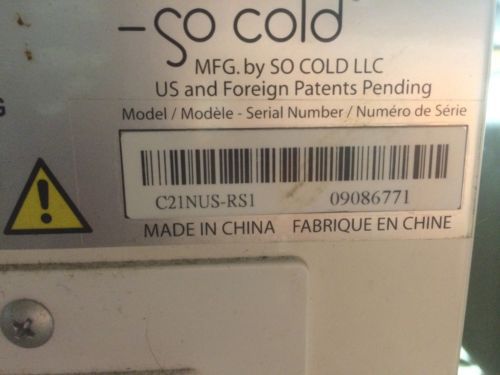 -so cold
MFG. by SO COLD LLC
US and Foreign Patents Pending
Model / Modèle - Serial Number / Numéro de Série
C21NUS-RS1 09086771
MADE IN CHINA FABRIQUE EN CHINE